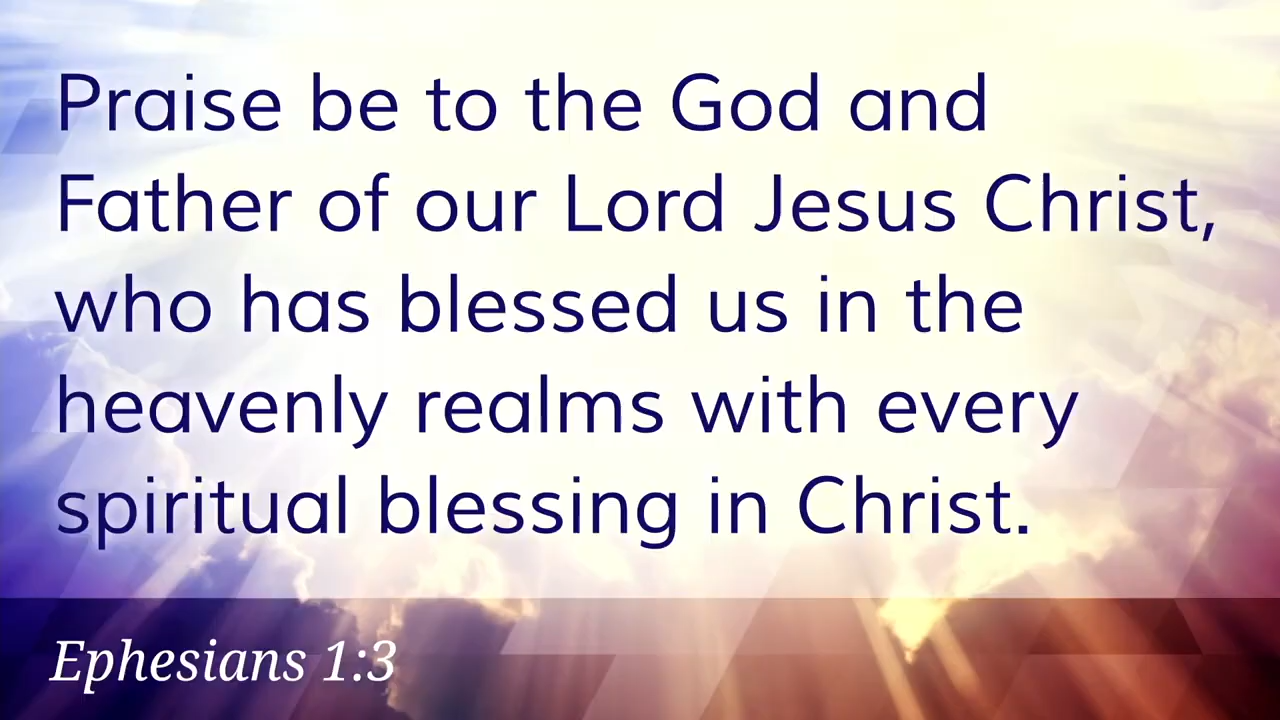 Praise be to the God and
Father of our Lord Jesus Christ,
who has blessed us in the
heavenly realms with every
spiritual blessing in Christ.
Ephesians 1:3